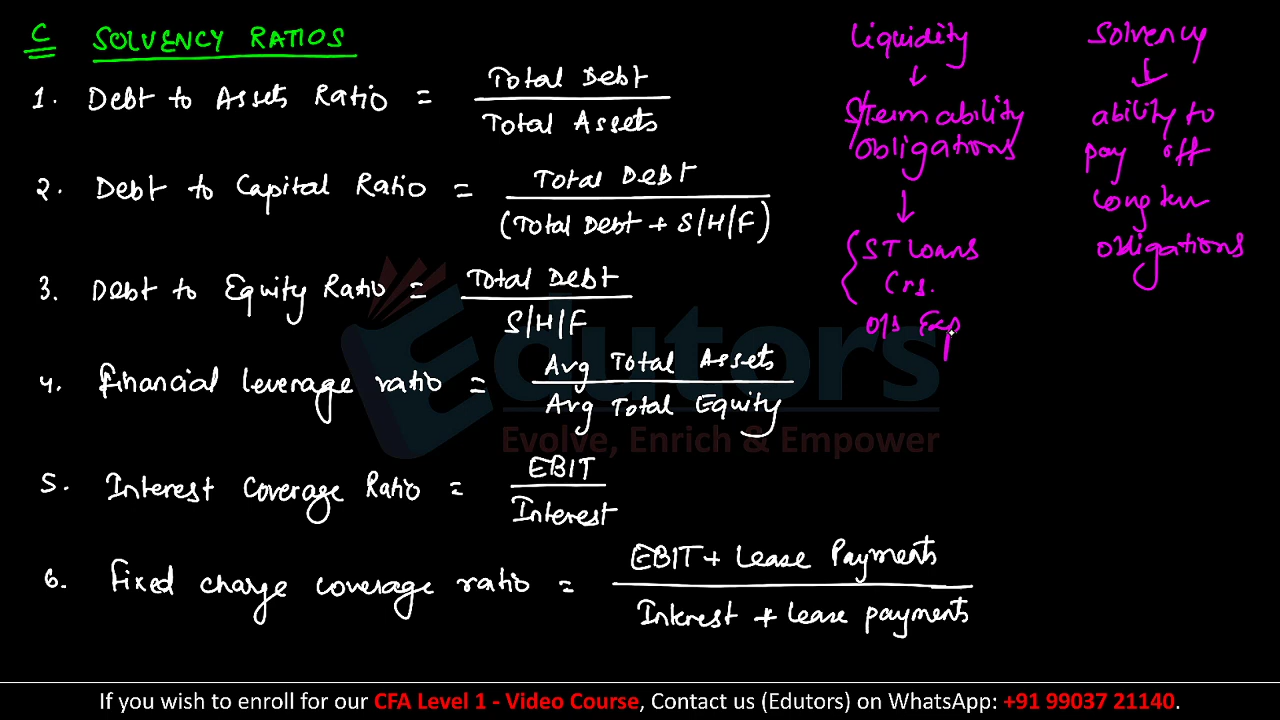 C SOLVENCY RATIOS
1. Debt to Assets Ratio = Total Debt / Total Assets
2. Debt to Capital Ratio = Total Debt / (Total Debt + S/H/F)
3. Debt to Equity Ratio = Total Debt / S/H/F
4. Financial leverage ratio = Avg Total Assets / Avg Total Equity
5. Interest Coverage Ratio = EBIT / Interest
6. Fixed charge coverage ratio = EBIT + Lease Payments / Interest + lease payments
Liquidity
↓
S/term ability
obligations
↓
{ ST loans
Crs.
O/s Exp
Solvency
↓
ability to
pay off
long term
obligations
Edutors
Evolve, Enrich & Empower
If you wish to enroll for our CFA Level 1 - Video Course, Contact us (Edutors) on WhatsApp: +91 99037 21140.